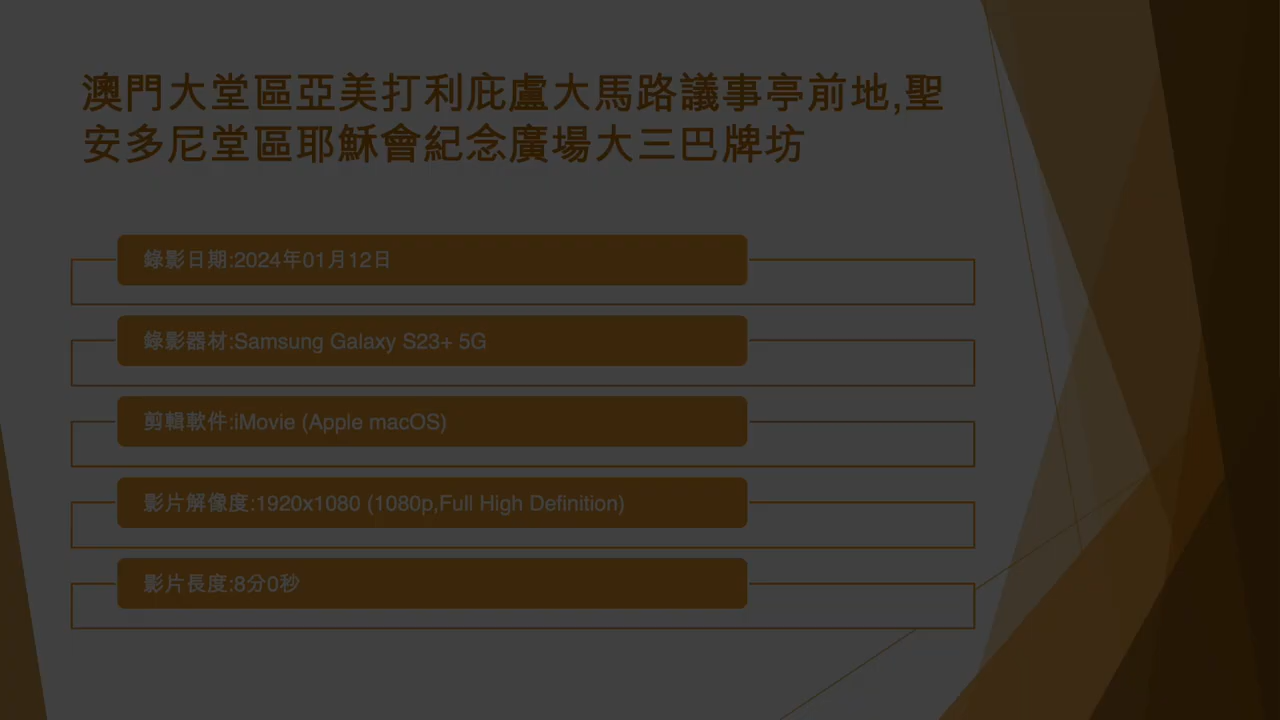 澳門大堂區亞美打利庇盧大馬路議事亭前地,聖
安多尼堂區耶穌會紀念廣場大三巴牌坊
錄影日期:2024年01月12日
錄影器材:Samsung Galaxy S23+ 5G
剪輯軟件:iMovie (Apple macOS)
影片解像度:1920x1080 (1080p,Full High Definition)
影片長度:8分0秒